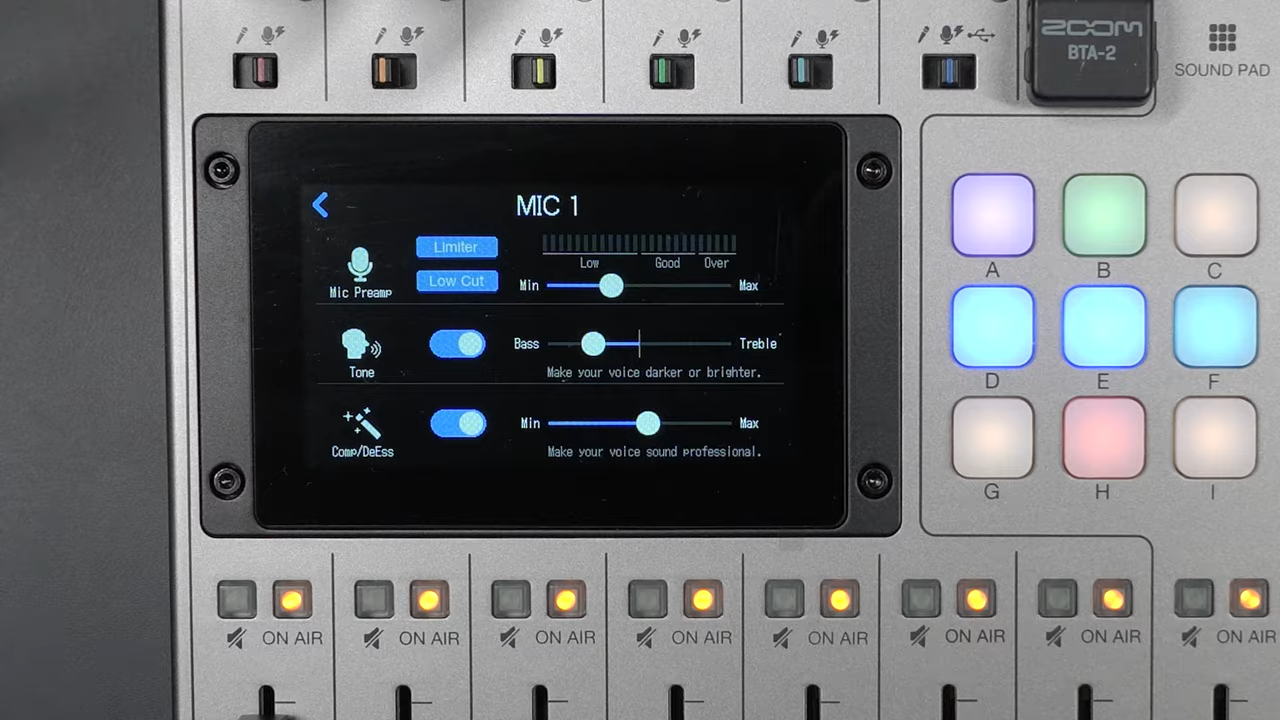 ZOOM
BTA-2
SOUND PAD
MIC 1
Limiter
Low Cut
Mic Preamp
Low Good Over
Min Max
Tone
Bass Treble
Make your voice darker or brighter.
Comp/DeEss
Min Max
Make your voice sound professional.
A B C
D E F
G H I
ON AIR ON AIR ON AIR ON AIR ON AIR ON AIR ON AIR ON AIR